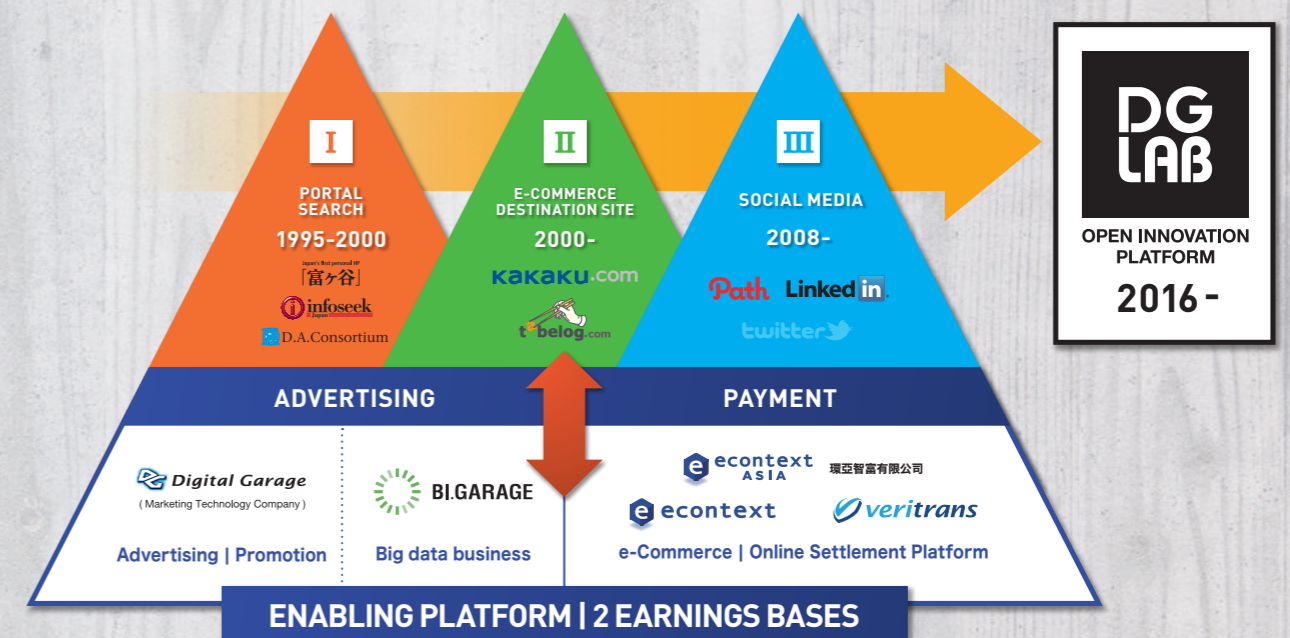 I
PORTAL
SEARCH
1995-2000
Japan's first personal HP
「富ヶ谷」
infoseek
Japan
D.A.Consortium
II
E-COMMERCE
DESTINATION SITE
2000-
KaKaKU.com
tabelog.com
III
SOCIAL MEDIA
2008-
Path LinkedIn
twitter
DG
LAB
OPEN INNOVATION
PLATFORM
2016 -
ADVERTISING
PAYMENT
Digital Garage
( Marketing Technology Company )
Advertising | Promotion
BI.GARAGE
Big data business
econtext
ASIA
環亞智富有限公司
econtext
veritrans
e-Commerce | Online Settlement Platform
ENABLING PLATFORM | 2 EARNINGS BASES